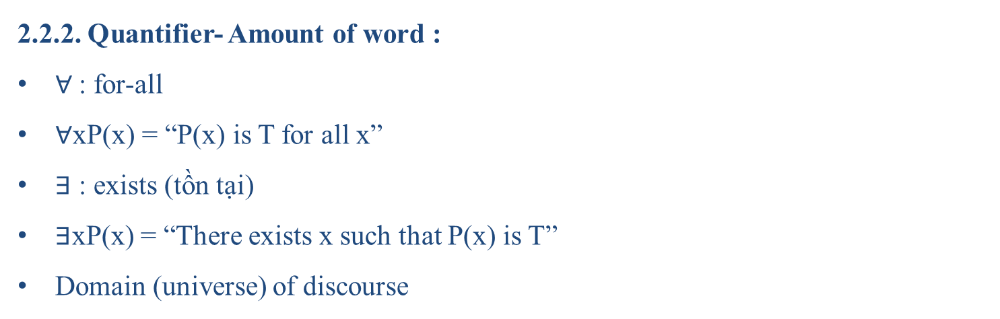 2.2.2. Quantifier- Amount of word :
• ∀ : for-all
• ∀xP(x) = “P(x) is T for all x”
• ∃ : exists (tồn tại)
• ∃xP(x) = “There exists x such that P(x) is T”
• Domain (universe) of discourse